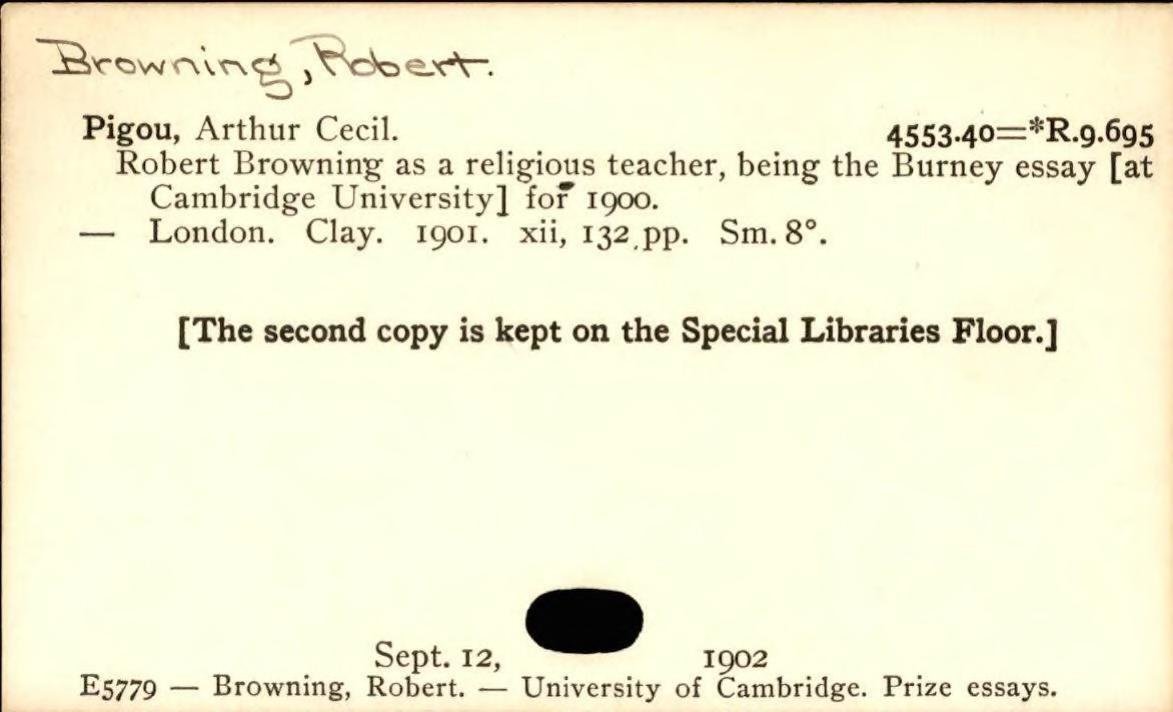 Browning, Robert.
Pigou, Arthur Cecil. 4553.40=*R.9.695
Robert Browning as a religious teacher, being the Burney essay [at
Cambridge University] for 1900.
— London. Clay. 1901. xii, 132 pp. Sm. 8°.
[The second copy is kept on the Special Libraries Floor.]
Sept. 12, 1902
E5779 — Browning, Robert. — University of Cambridge. Prize essays.